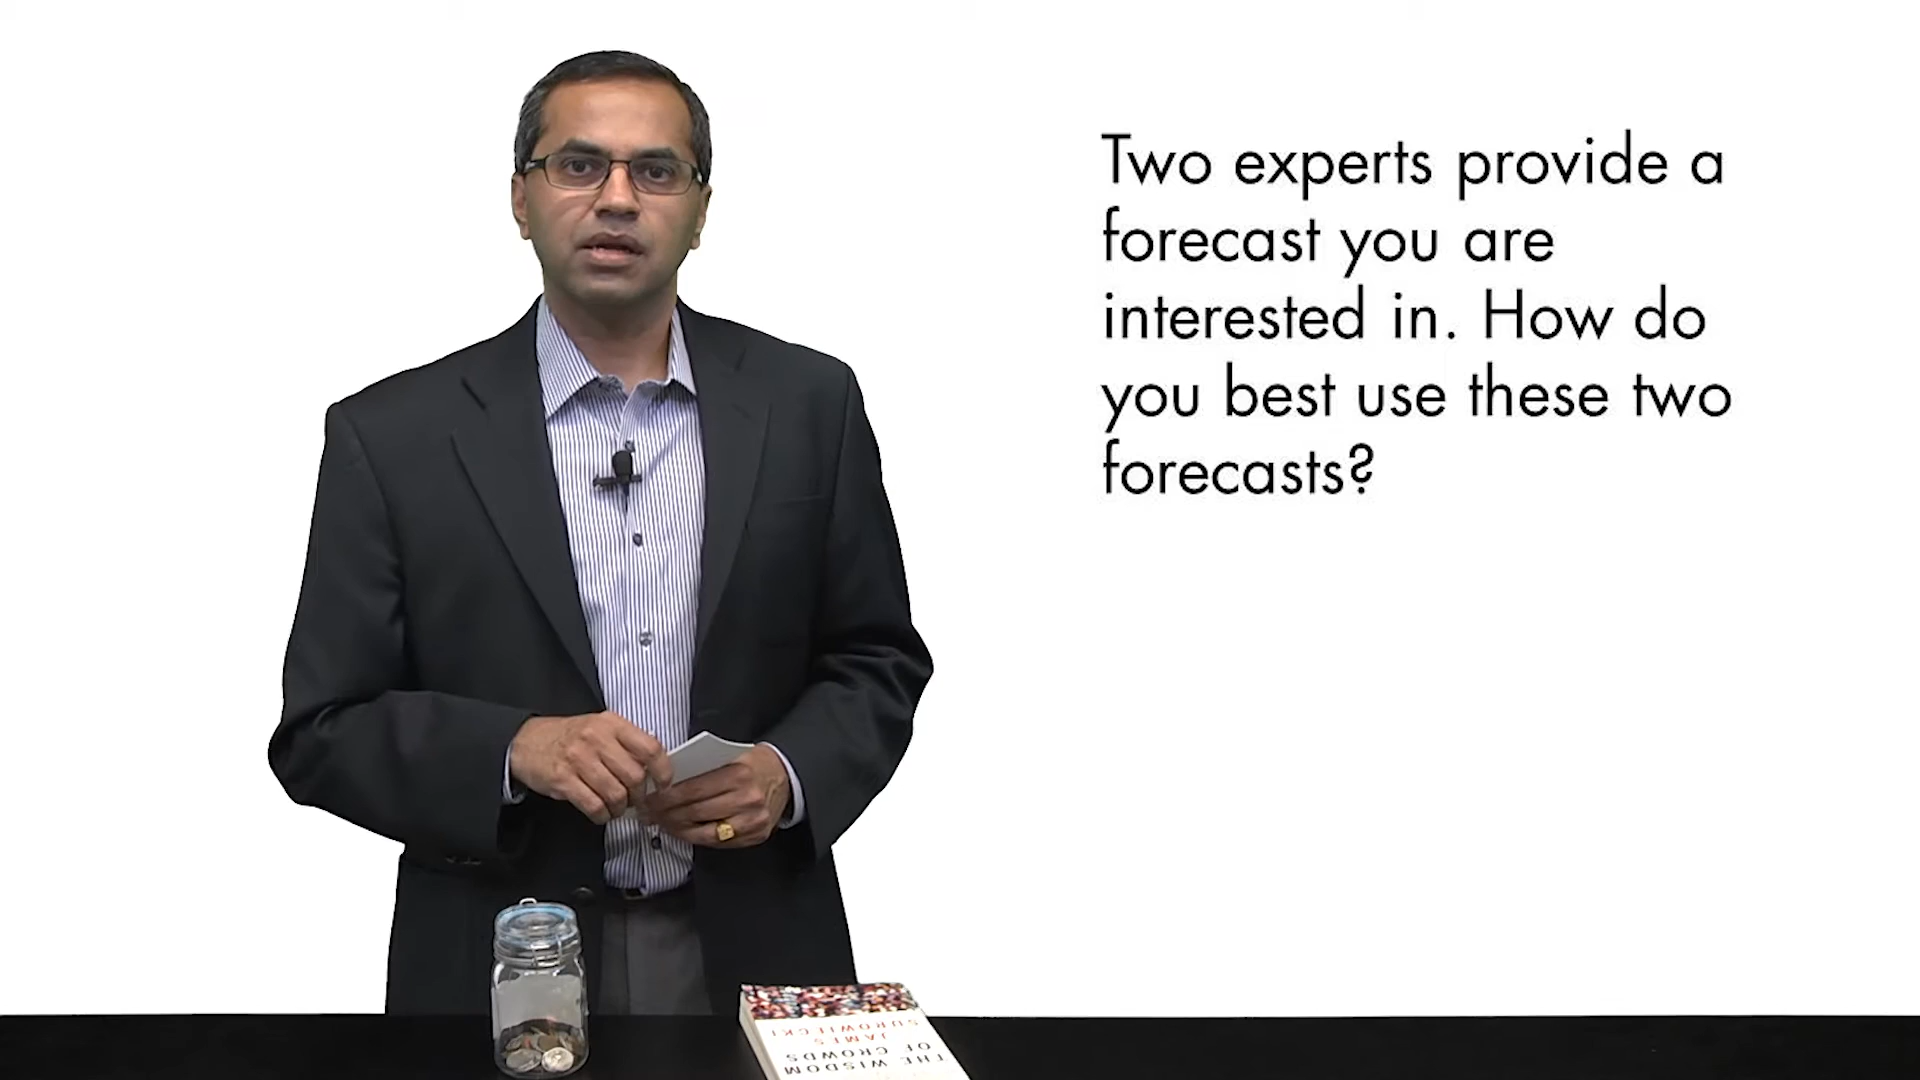 Two experts provide a
forecast you are
interested in. How do
you best use these two
forecasts?
JAMES
SUROWIECKI
THE WISDOM
OF CROWDS